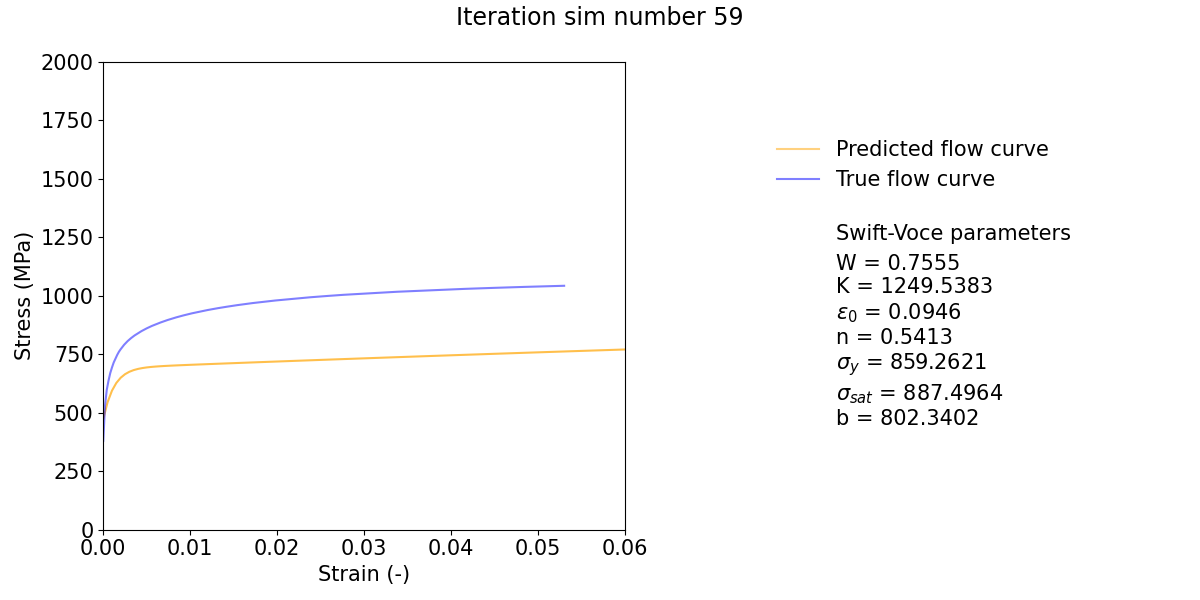 Iteration sim number 59
2000
1750
1500
1250
1000
750
500
250
0
Stress (MPa)
0.00 0.01 0.02 0.03 0.04 0.05 0.06
Strain (-)
Predicted flow curve
True flow curve
Swift-Voce parameters
W = 0.7555
K = 1249.5383
ε₀ = 0.0946
n = 0.5413
σy = 859.2621
σsat = 887.4964
b = 802.3402